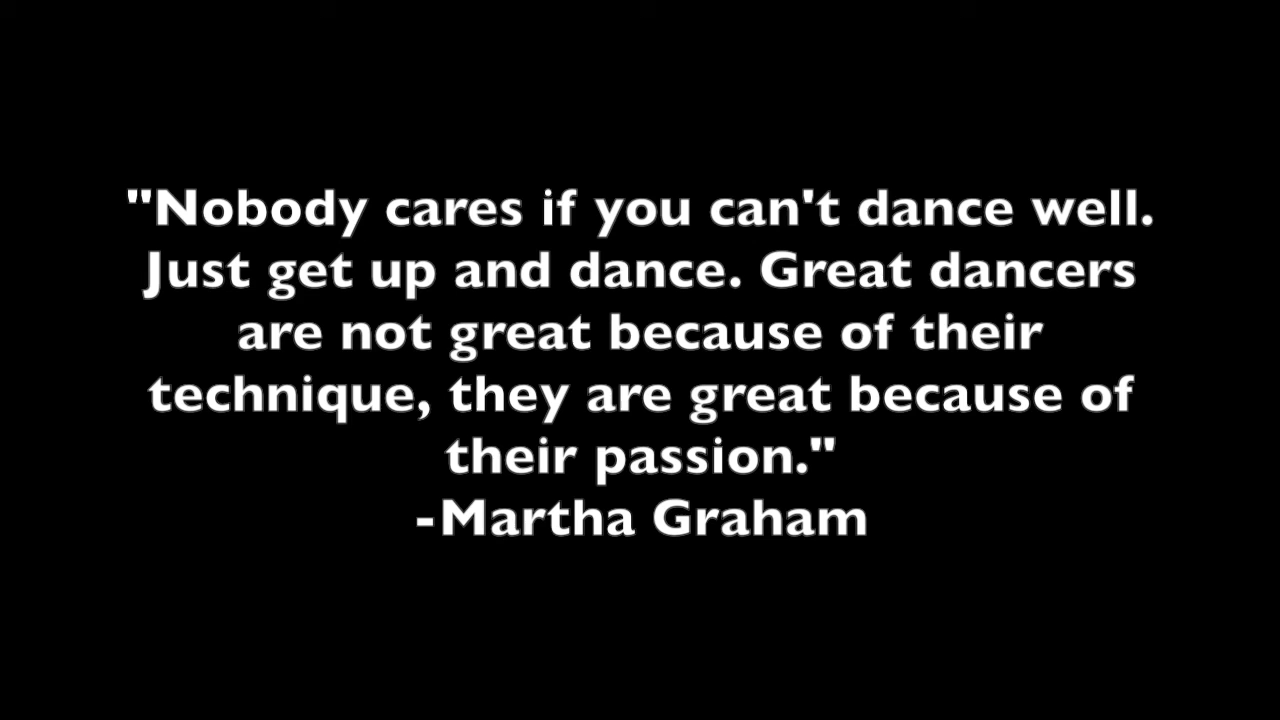 "Nobody cares if you can't dance well.
Just get up and dance. Great dancers
are not great because of their
technique, they are great because of
their passion."
-Martha Graham